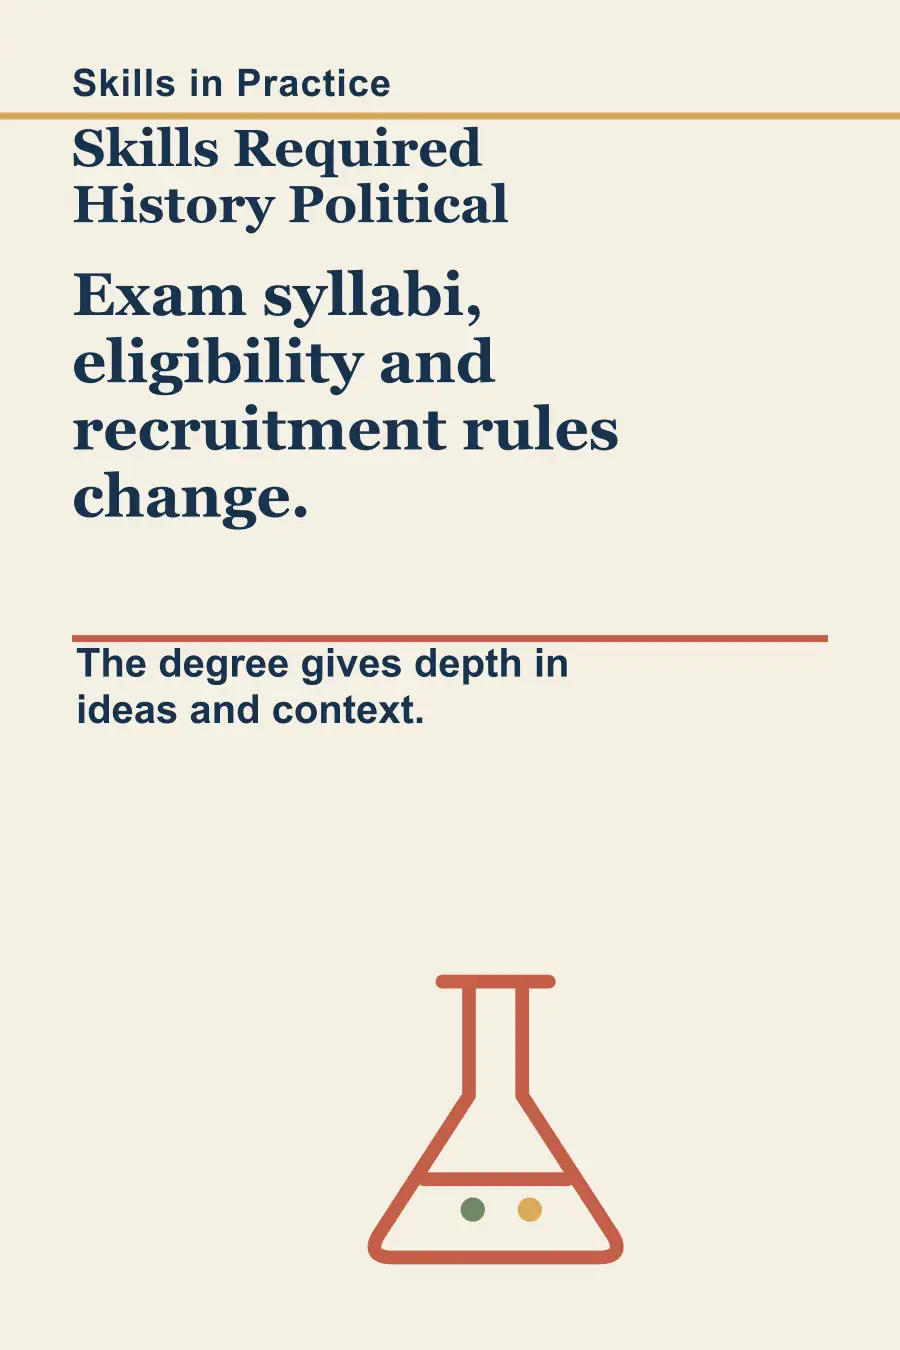 Skills in Practice
Skills Required
History Political
Exam syllabi,
eligibility and
recruitment rules
change.
The degree gives depth in
ideas and context.